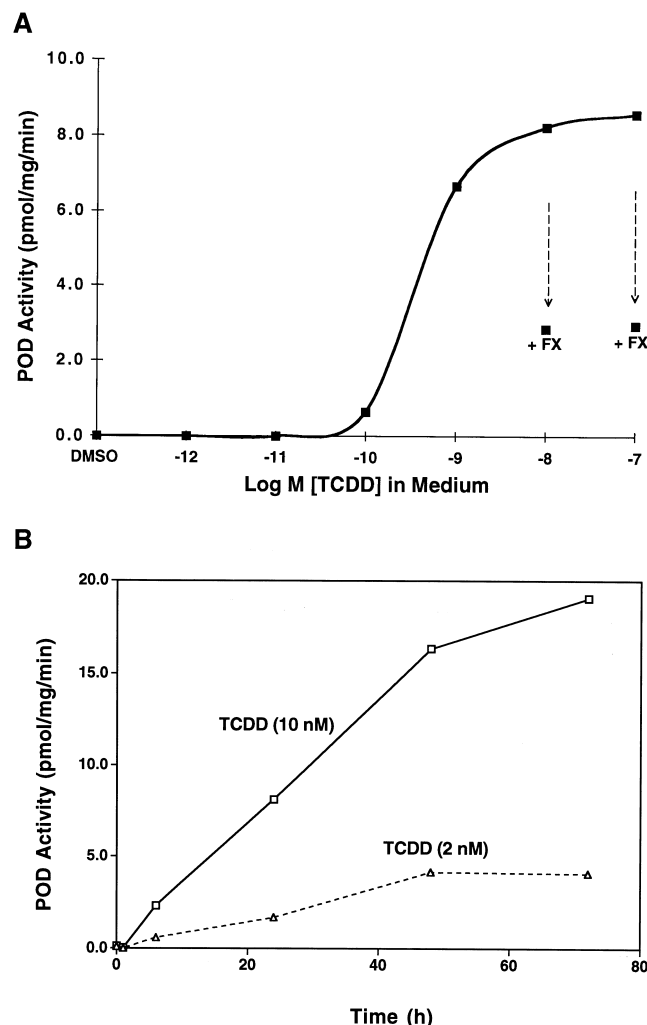 A
10.0
8.0
6.0
4.0
2.0
0.0
POD Activity (pmol/mg/min)
+ FX
+ FX
DMSO -12 -11 -10 -9 -8 -7
Log M [TCDD] in Medium
B
20.0
15.0
10.0
5.0
0.0
POD Activity (pmol/mg/min)
TCDD (10 nM)
TCDD (2 nM)
0 20 40 60 80
Time (h)